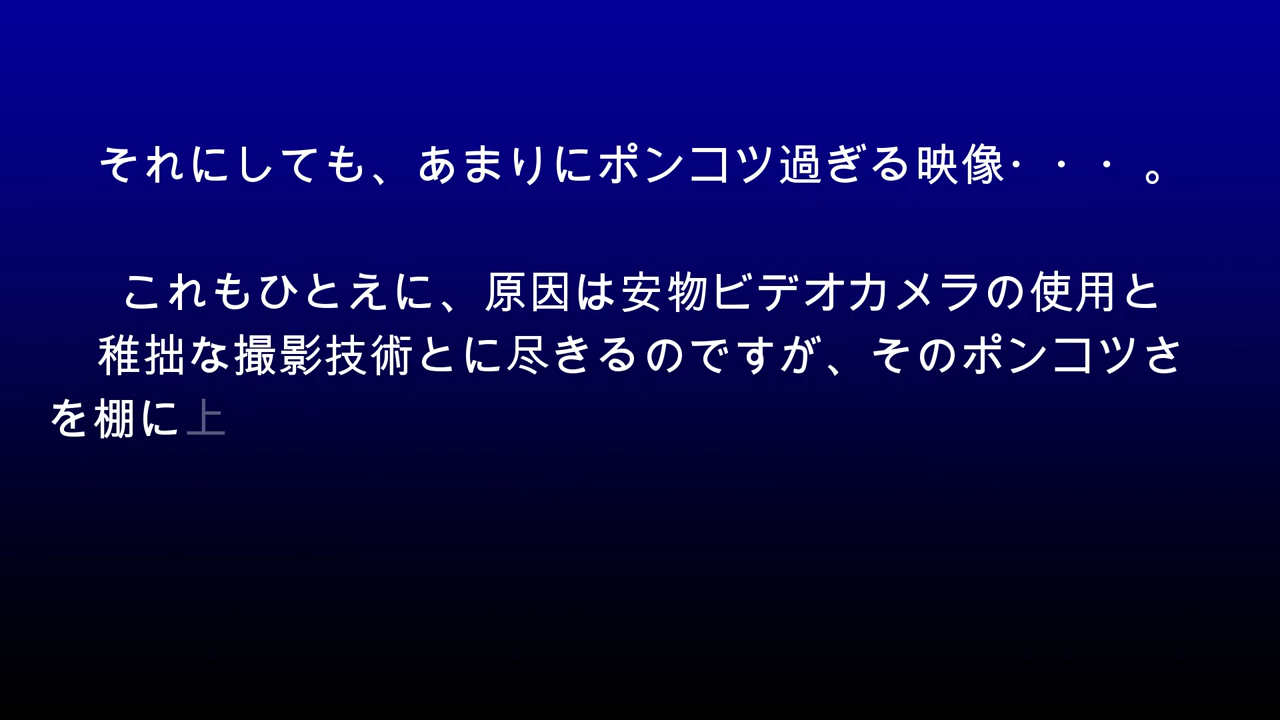 それにしても、あまりにポンコツ過ぎる映像・・・。
これもひとえに、原因は安物ビデオカメラの使用と
稚拙な撮影技術とに尽きるのですが、そのポンコツさ
を棚に上